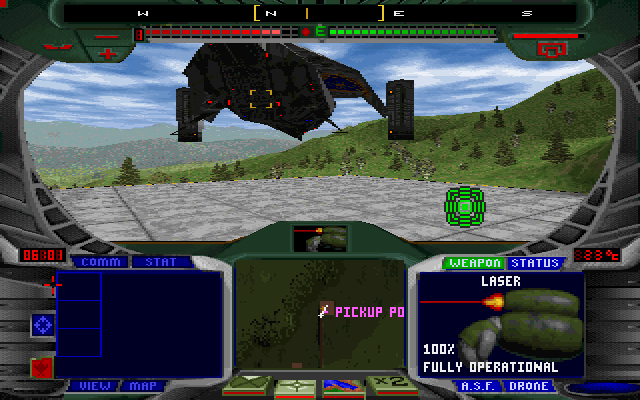 W [N ] E S
E
06:01
COMM STAT
WEAPON STATUS
LASER
PICKUP PO
100%
FULLY OPERATIONAL
VIEW MAP
X2
A.S.F. DRONE